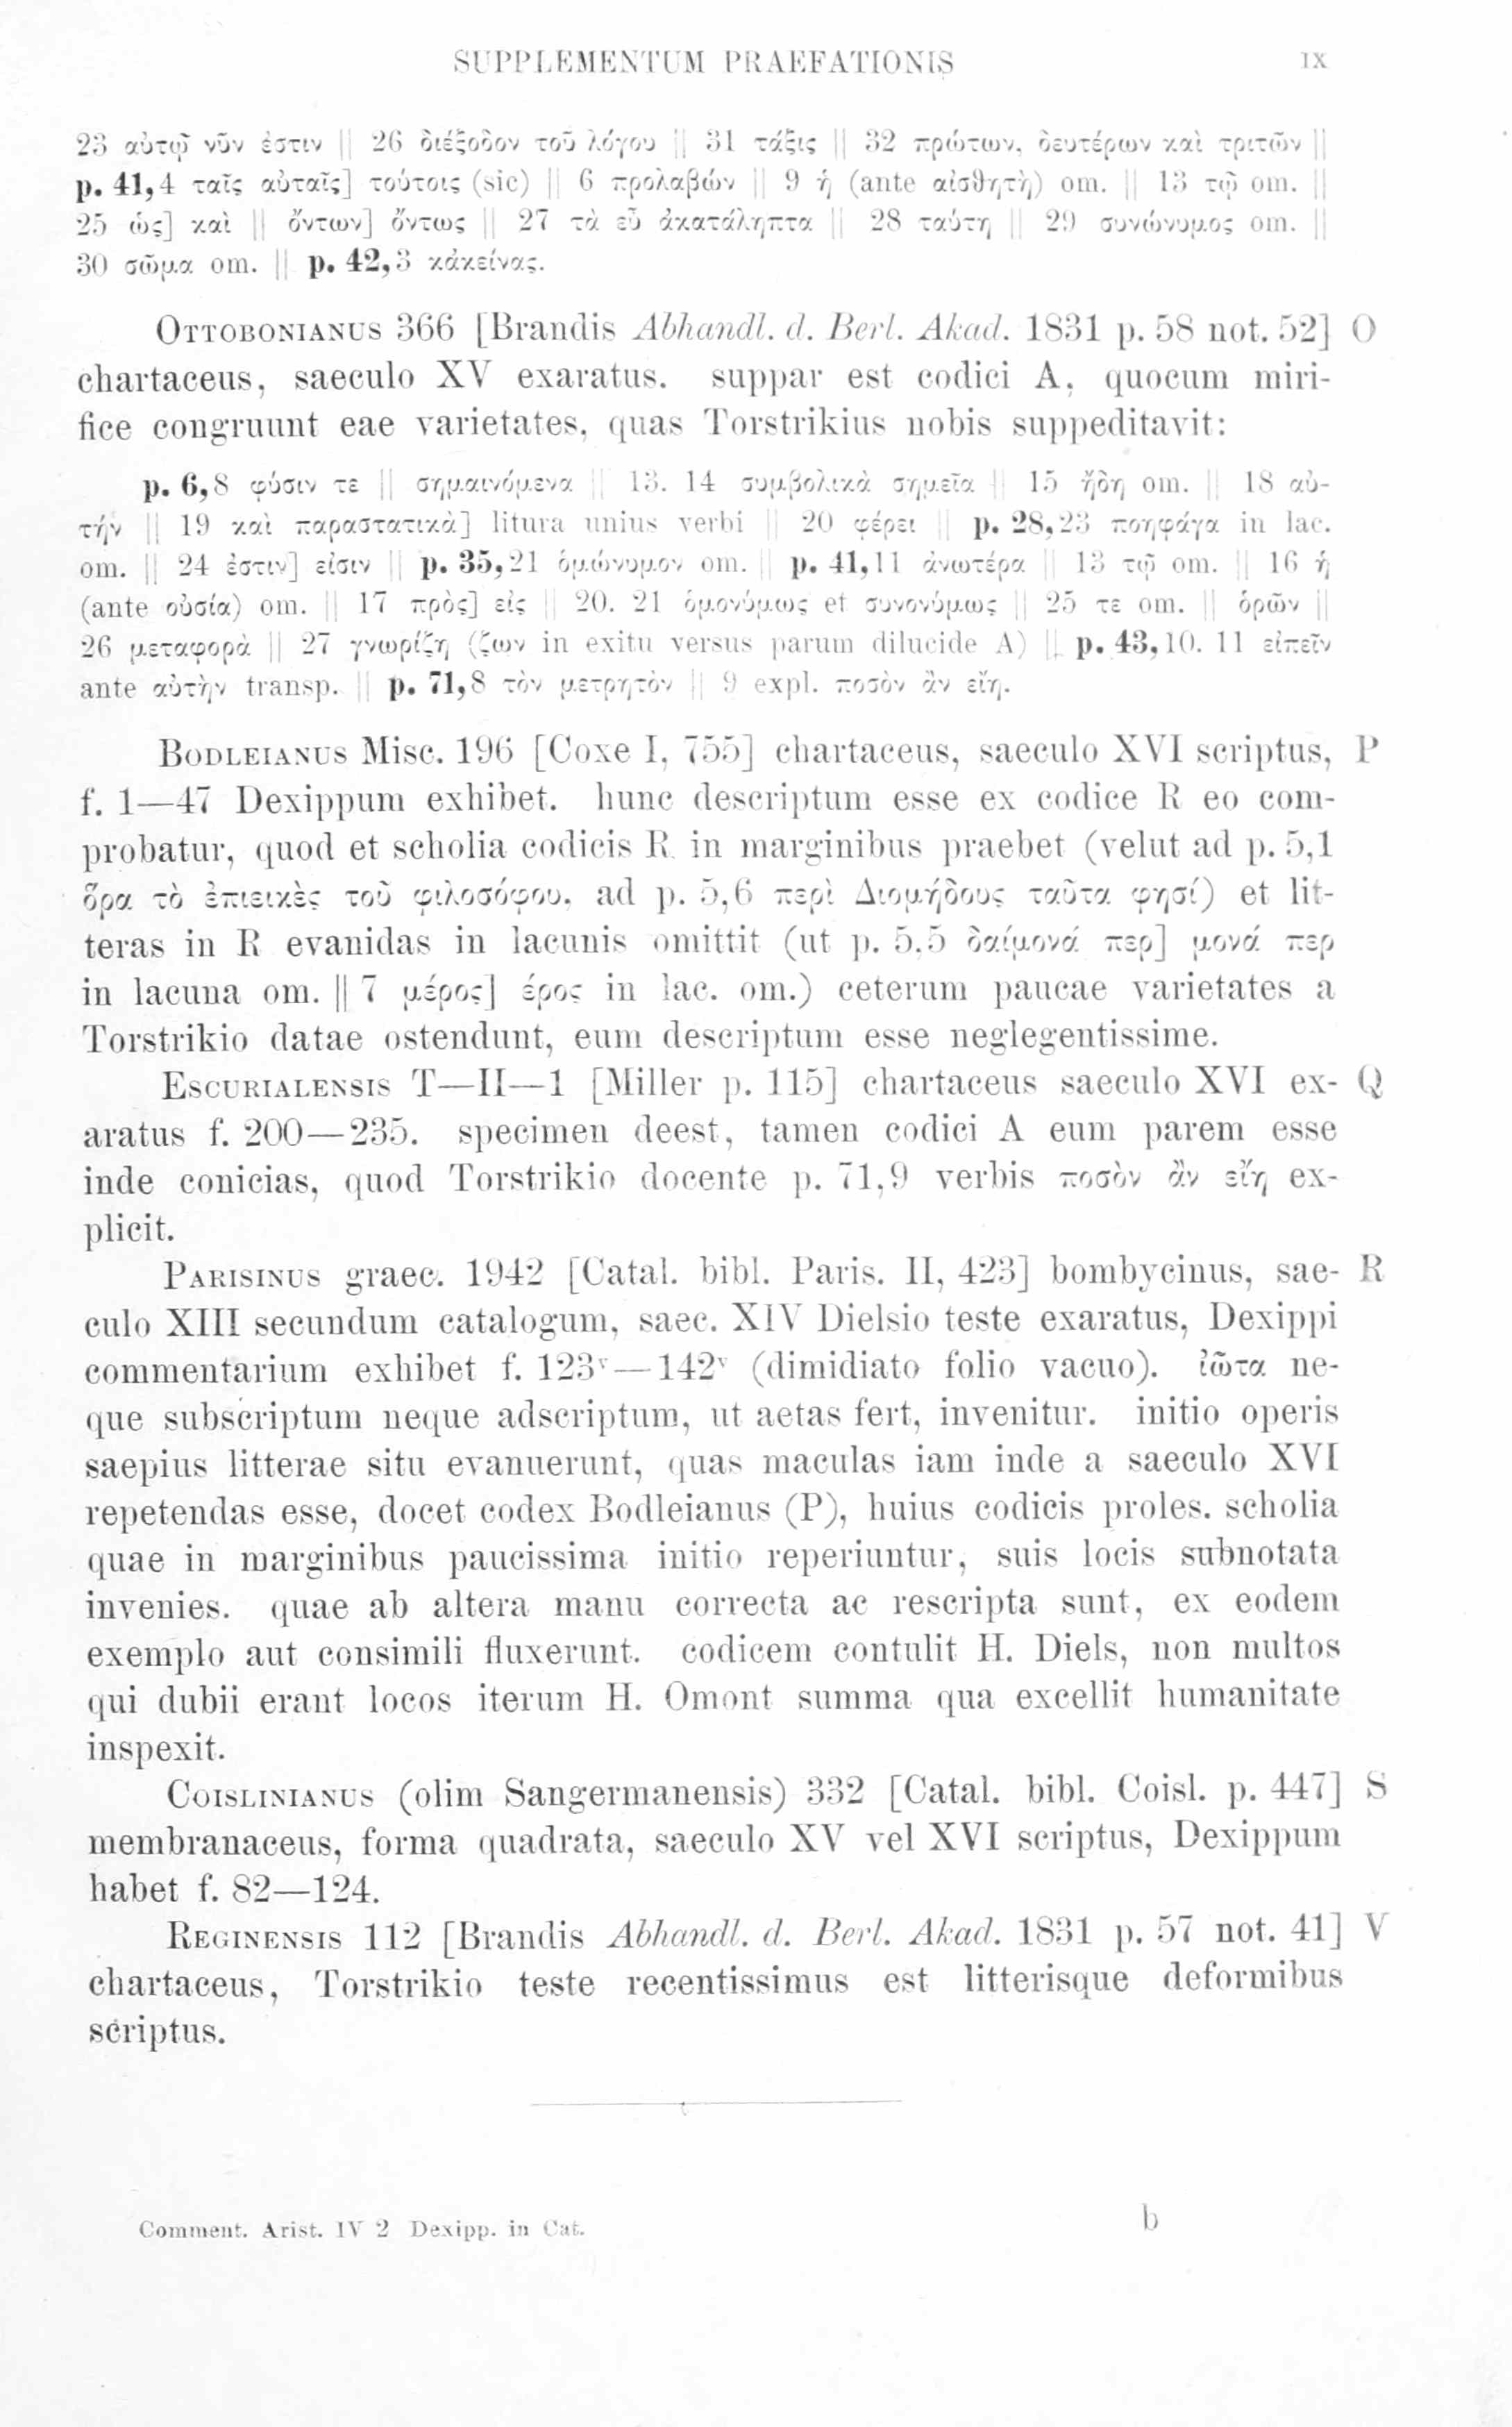 SUPPLEMENTUM PRAEFATIONIS IX
23 αὐτῷ νῦν ἐστιν || 26 διέξοδον τοῦ λόγου || 31 τάξις || 32 πρώτων, δευτέρων καὶ τριτῶν ||
p. 41,4 ταῖς αὐταῖς] τούτοις (sic) || 6 προλαβών || 9 ἡ (ante αἰσθητὴ) om. || 13 τῷ om. ||
25 ὡς] καὶ || ὄντων] ὄντως || 27 τὰ εὖ ἀκατάληπτα || 28 ταύτη || 29 συνώνυμος om. ||
30 σῶμα om. || p. 42,3 κἀκείνας.
OTTOBONIANUS 366 [Brandis Abhandl. d. Berl. Akad. 1831 p. 58 not. 52] O
chartaceus, saeculo XV exaratus. suppar est codici A, quocum miri-
fice congruunt eae varietates, quas Torstrikius nobis suppeditavit:
p. 6,8 φύσιν τε || σημαινόμενα || 13. 14 συμβολικὰ σημεῖα || 15 ἤδη om. || 18 αὐ-
τήν || 19 καὶ παραστατικὰ] litura unius verbi || 20 φέρει || p. 28,23 ποηφάγα in lac.
om. || 24 ἐστιν] εἰσιν || p. 35,21 ὁμώνυμον om. || p. 41,11 ἀνωτέρα || 13 τῷ om. || 16 ἡ
(ante οὐσία) om. || 17 πρὸς] εἰς || 20. 21 ὁμονύμως et συνονύμως || 25 τε om. || ὁρῶν ||
26 μεταφορὰ || 27 γνωρίζη (ζων in exitu versus parum dilucide A) || p. 43,10. 11 εἰπεῖν
ante αὐτὴν transp. || p. 71,8 τὸν μετρητὸν || 9 expl. ποσὸν ἂν εἴη.
BODLEIANUS Misc. 196 [Coxe I, 755] chartaceus, saeculo XVI scriptus, P
f. 1—47 Dexippum exhibet. hunc descriptum esse ex codice R eo com-
probatur, quod et scholia codicis R in marginibus praebet (velut ad p. 5,1
ὅρα τὸ ἐπιεικὲς τοῦ φιλοσόφου, ad p. 5,6 περὶ Διομήδους ταῦτα φησί) et lit-
teras in R evanidas in lacunis omittit (ut p. 5,5 δαίμονά περ] μονά περ
in lacuna om. || 7 μέρος] έρος in lac. om.) ceterum paucae varietates a
Torstrikio datae ostendunt, eum descriptum esse neglegentissime.
ESCURIALENSIS T—II—1 [Miller p. 115] chartaceus saeculo XVI ex- Q
aratus f. 200—235. specimen deest, tamen codici A eum parem esse
inde conicias, quod Torstrikio docente p. 71,9 verbis ποσὸν ἂν εἴη ex-
plicit.
PARISINUS graec. 1942 [Catal. bibl. Paris. II, 423] bombycinus, sae- R
culo XIII secundum catalogum, saec. XIV Dielsio teste exaratus, Dexippi
commentarium exhibet f. 123ʳ—142ᵛ (dimidiato folio vacuo). ἰῶτα ne-
que subscriptum neque adscriptum, ut aetas fert, invenitur. initio operis
saepius litterae situ evanuerunt, quas maculas iam inde a saeculo XVI
repetendas esse, docet codex Bodleianus (P), huius codicis proles. scholia
quae in marginibus paucissima initio reperiuntur, suis locis subnotata
invenies. quae ab altera manu correcta ac rescripta sunt, ex eodem
exemplo aut consimili fluxerunt. codicem contulit H. Diels, non multos
qui dubii erant locos iterum H. Omont summa qua excellit humanitate
inspexit.
COISLINIANUS (olim Sangermanensis) 332 [Catal. bibl. Coisl. p. 447] S
membranaceus, forma quadrata, saeculo XV vel XVI scriptus, Dexippum
habet f. 82—124.
REGINENSIS 112 [Brandis Abhandl. d. Berl. Akad. 1831 p. 57 not. 41] V
chartaceus, Torstrikio teste recentissimus est litterisque deformibus
scriptus.
Comment. Arist. IV 2 Dexipp. in Cat. b